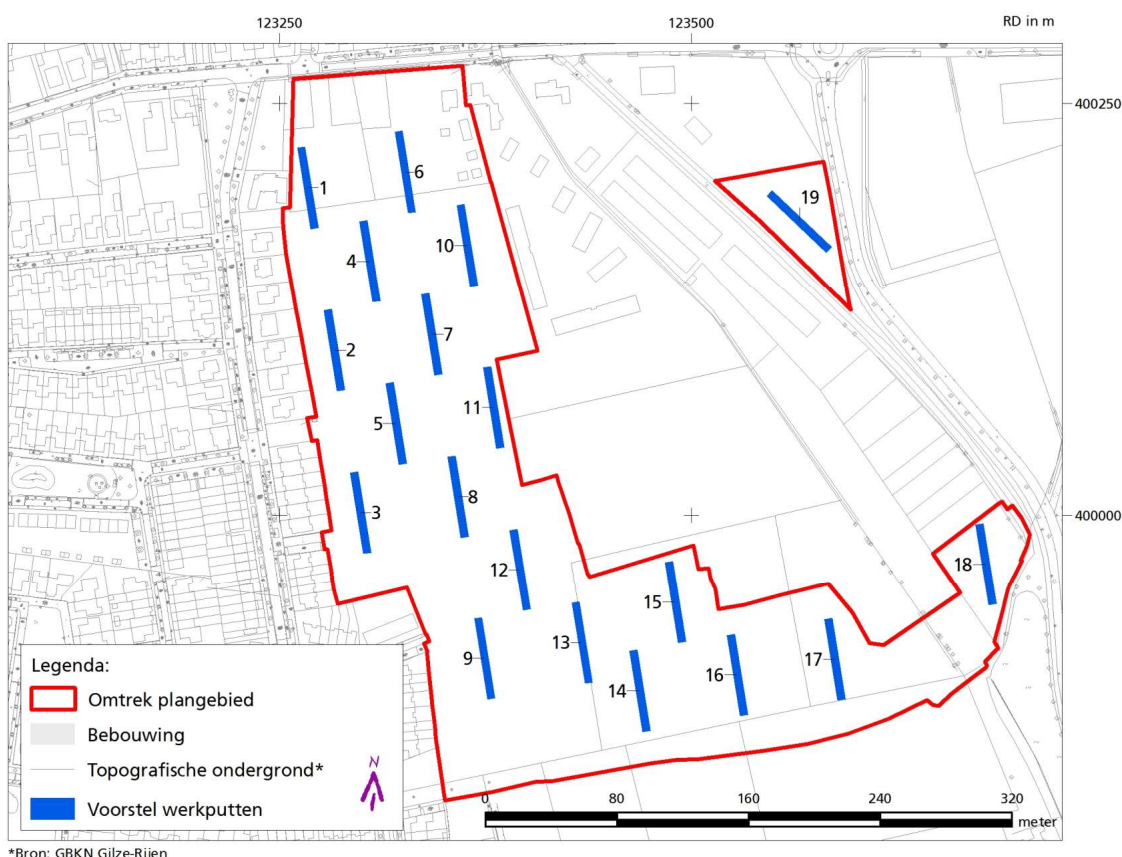 123250 123500 RD in m
400250
6
1
19
10
4
7
2
11
5
8
3
400000
18
12
15
13
9
17
16
14
Legenda:
Omtrek plangebied
Bebouwing
Topografische ondergrond*
Voorstel werkputten
N
0 80 160 240 320
meter
*Bron: GBKN Gilze-Rijen